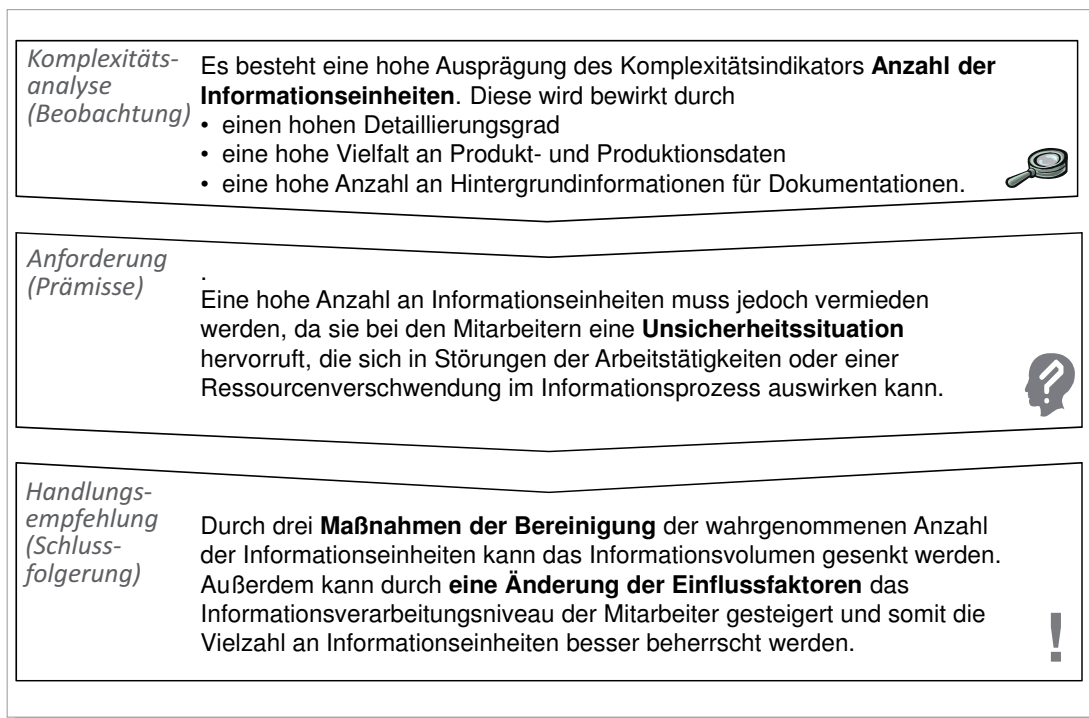 Komplexitäts-
analyse
(Beobachtung)
Es besteht eine hohe Ausprägung des Komplexitätsindikators Anzahl der
Informationseinheiten. Diese wird bewirkt durch
• einen hohen Detaillierungsgrad
• eine hohe Vielfalt an Produkt- und Produktionsdaten
• eine hohe Anzahl an Hintergrundinformationen für Dokumentationen.
Anforderung
(Prämisse)
.
Eine hohe Anzahl an Informationseinheiten muss jedoch vermieden
werden, da sie bei den Mitarbeitern eine Unsicherheitssituation
hervorruft, die sich in Störungen der Arbeitstätigkeiten oder einer
Ressourcenverschwendung im Informationsprozess auswirken kann.
?
Handlungs-
empfehlung
(Schluss-
folgerung)
Durch drei Maßnahmen der Bereinigung der wahrgenommenen Anzahl
der Informationseinheiten kann das Informationsvolumen gesenkt werden.
Außerdem kann durch eine Änderung der Einflussfaktoren das
Informationsverarbeitungsniveau der Mitarbeiter gesteigert und somit die
Vielzahl an Informationseinheiten besser beherrscht werden.
!